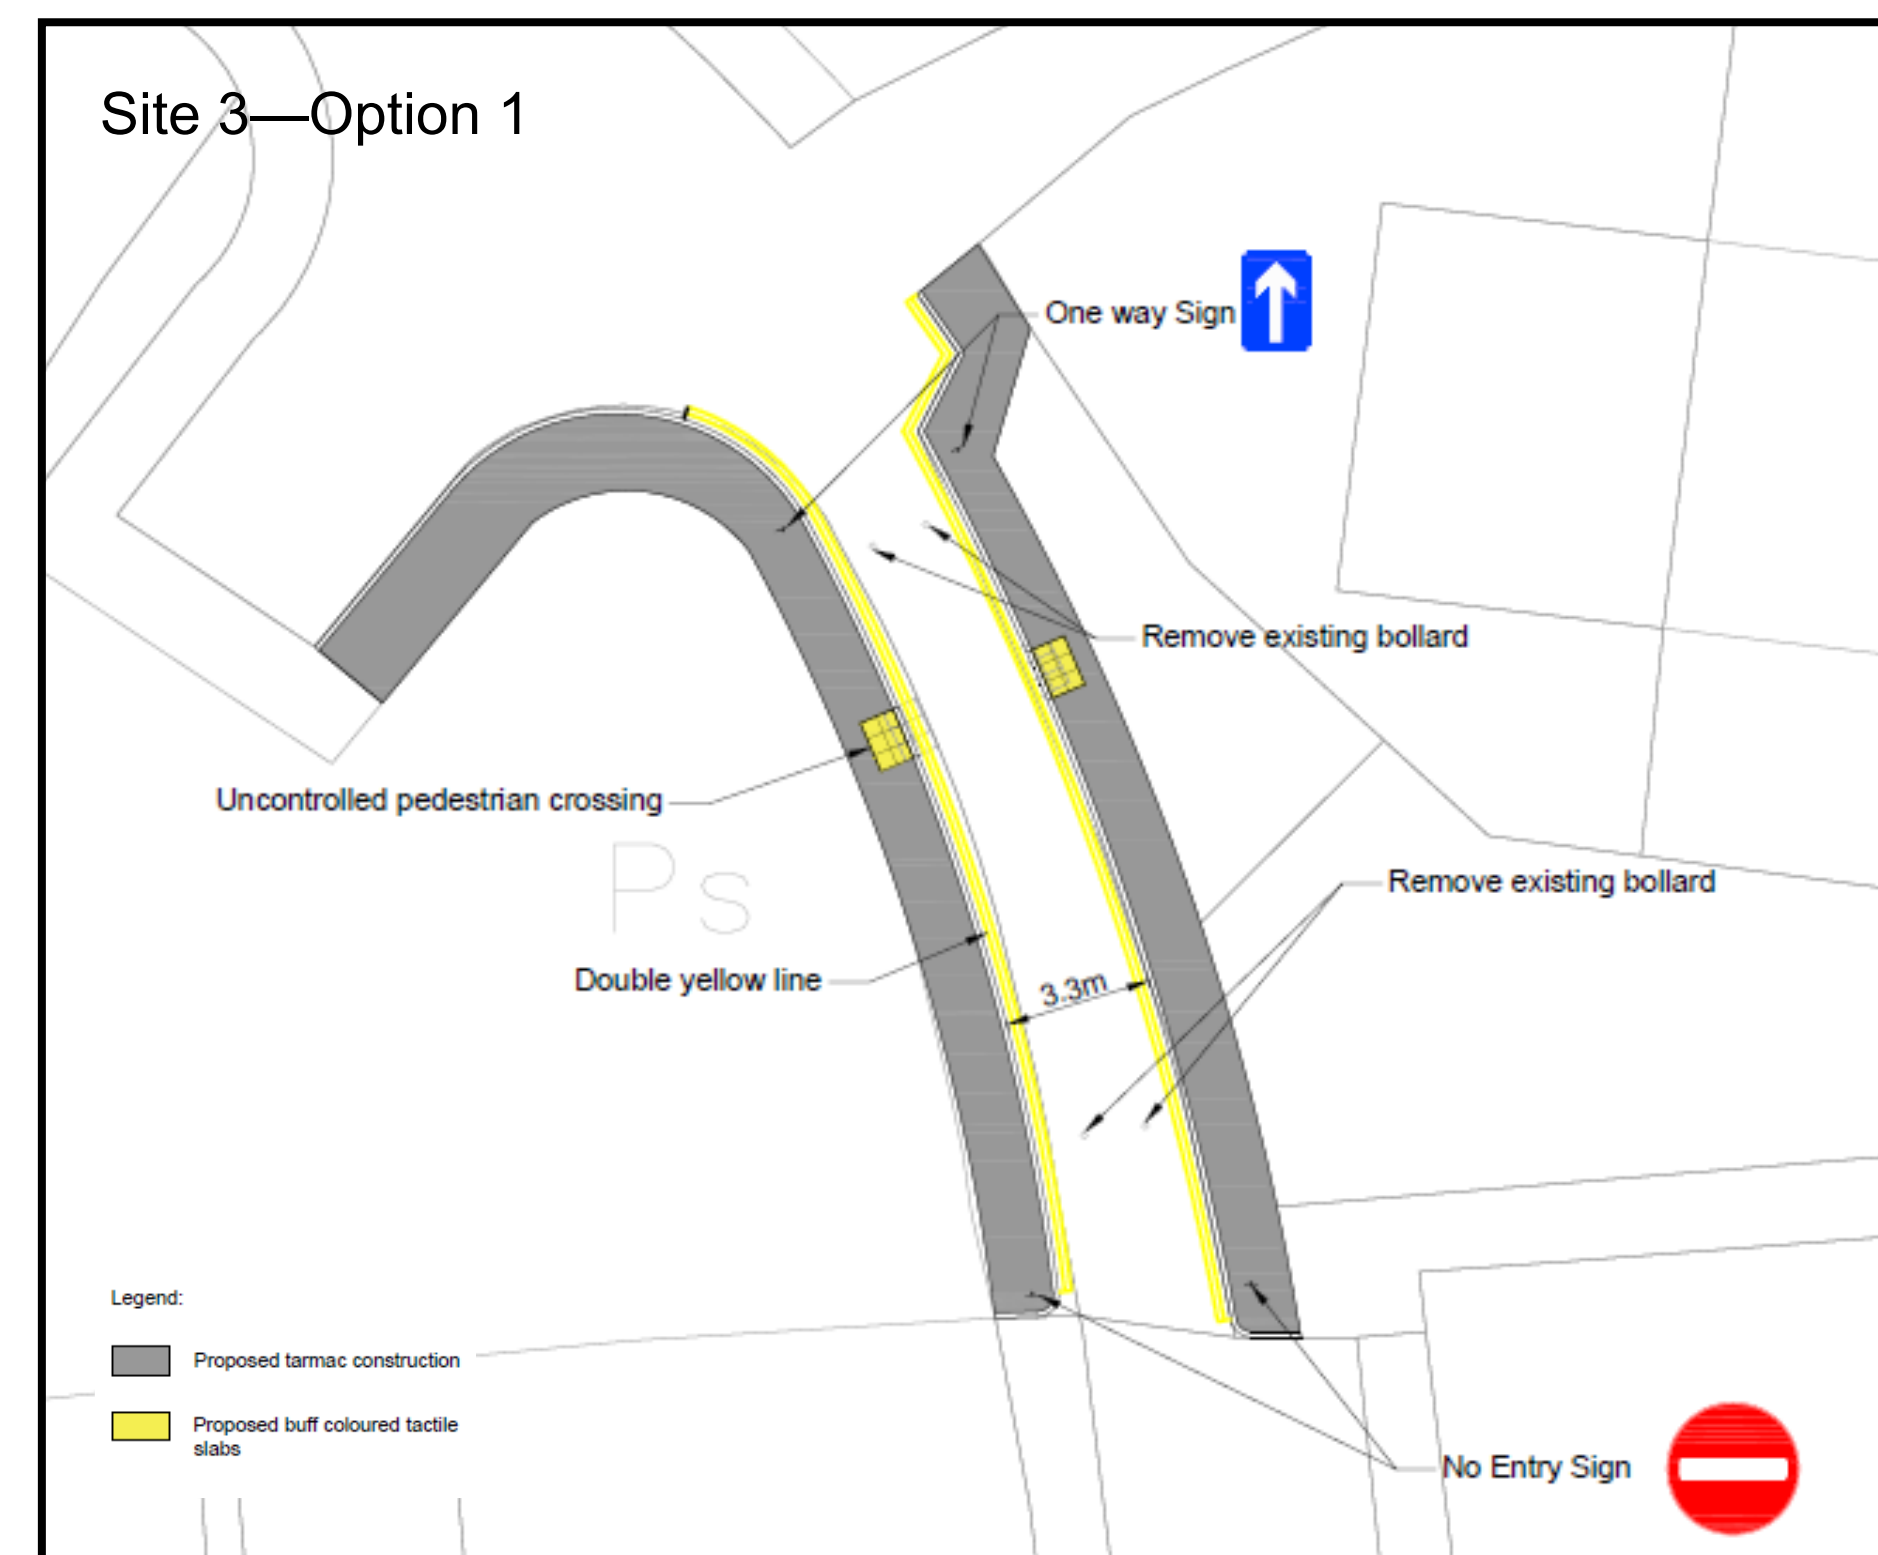 Site 3—Option 1
One way Sign
Remove existing bollard
Uncontrolled pedestrian crossing
Ps
Remove existing bollard
Double yellow line
3.3m
Legend:
Proposed tarmac construction
Proposed buff coloured tactile
slabs
No Entry Sign